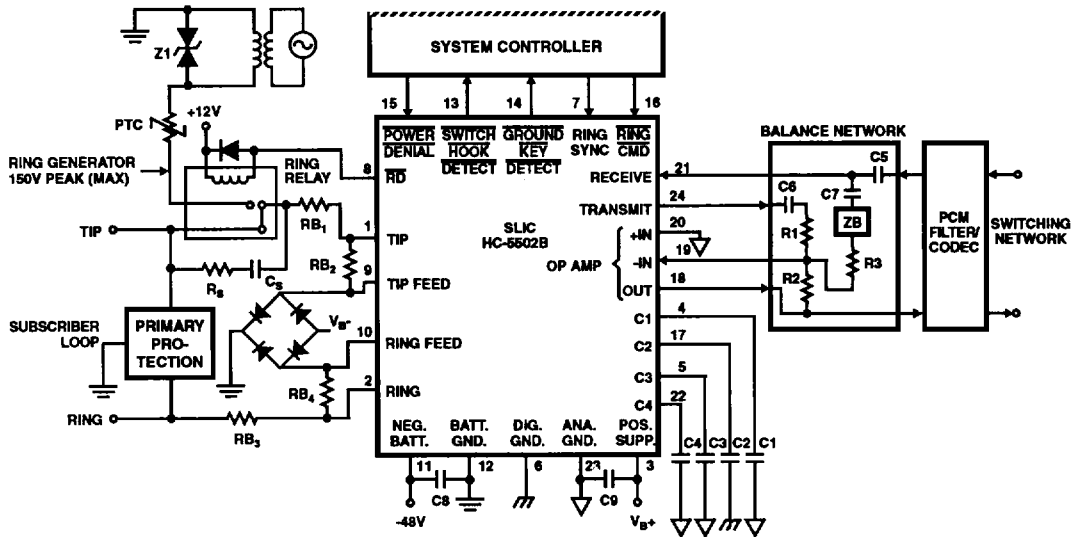 SYSTEM CONTROLLER
Z1
15 13 14 7 16
PTC
+12V
POWER DENIAL
SWITCH HOOK DETECT
GROUND KEY DETECT
RING SYNC
RING CMD
BALANCE NETWORK
RING GENERATOR
150V PEAK (MAX)
RING RELAY
8
RD
RECEIVE
21
C5
C7
C6
TRANSMIT
24
ZB
TIP
RB1
1
TIP
SLIC
HC-5502B
+IN
20
R1
R3
PCM
FILTER/
CODEC
SWITCHING
NETWORK
OP AMP
-IN
19
RB2
9
TIP FEED
OUT
18
R2
RS
CS
SUBSCRIBER
LOOP
PRIMARY
PRO-
TECTION
VB-
10
RING FEED
C1
4
C2
17
RB4
2
RING
C3
5
C4
22
RING
RB3
NEG.
BATT.
BATT.
GND.
DIG.
GND.
ANA.
GND.
POS.
SUPP.
C4 C3 C2 C1
11 12 6 23 3
C8
C9
-48V
VB+